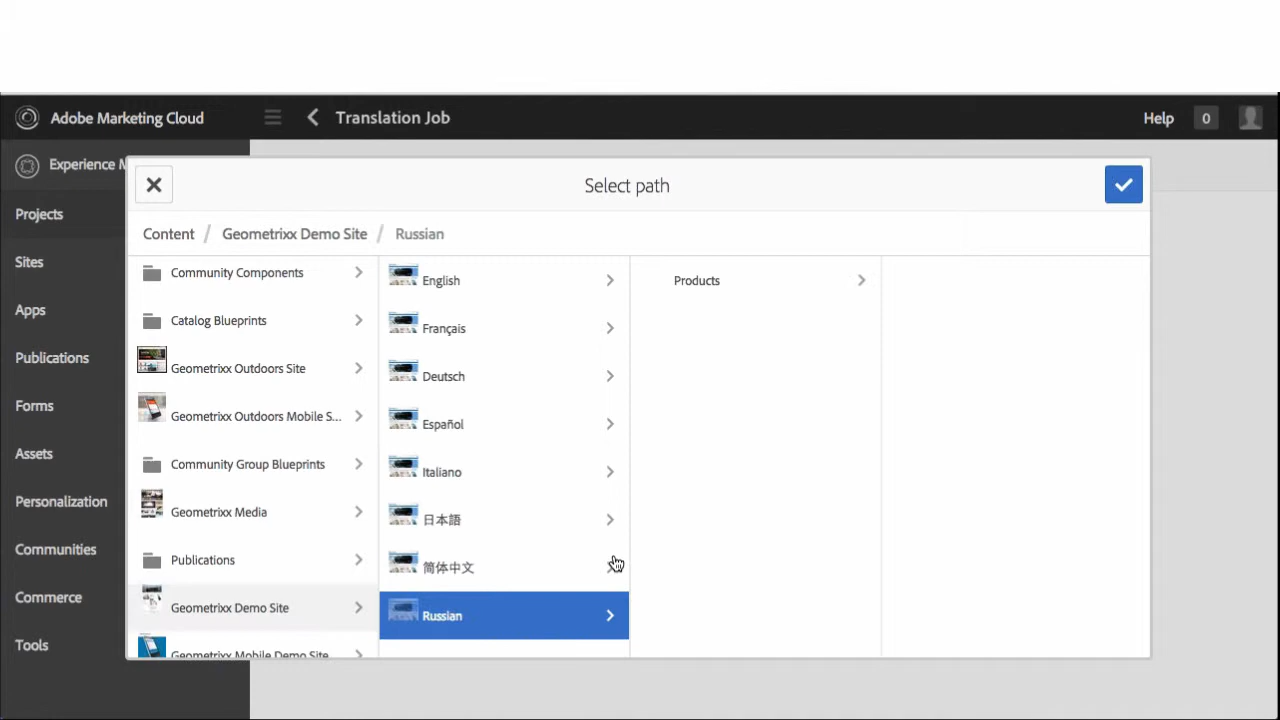 Adobe Marketing Cloud
Translation Job
Help
0
Experience M
Projects
Sites
Apps
Publications
Forms
Assets
Personalization
Communities
Commerce
Tools
Select path
Content / Geometrixx Demo Site / Russian
Community Components
Catalog Blueprints
Geometrixx Outdoors Site
Geometrixx Outdoors Mobile S...
Community Group Blueprints
Geometrixx Media
Publications
Geometrixx Demo Site
Geometrixx Mobile Demo Site
English
Français
Deutsch
Español
Italiano
日本語
简体中文
Russian
Products